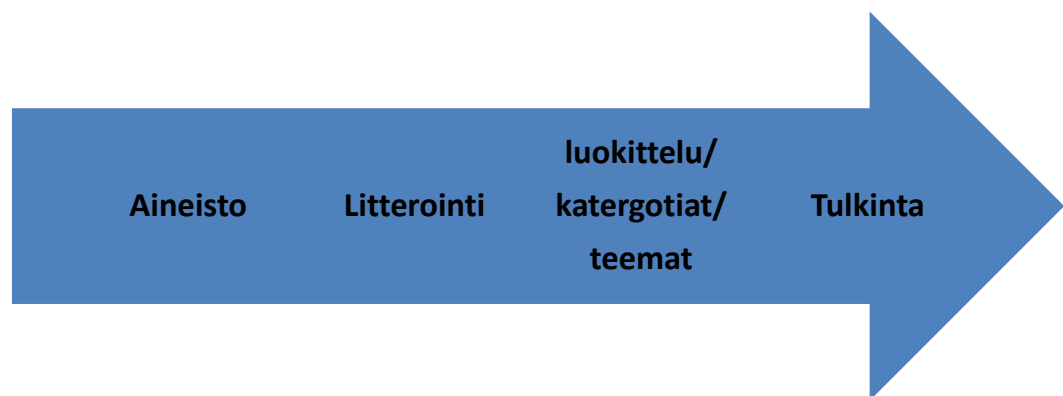 Aineisto
Litterointi
luokittelu/
katergotiat/
teemat
Tulkinta